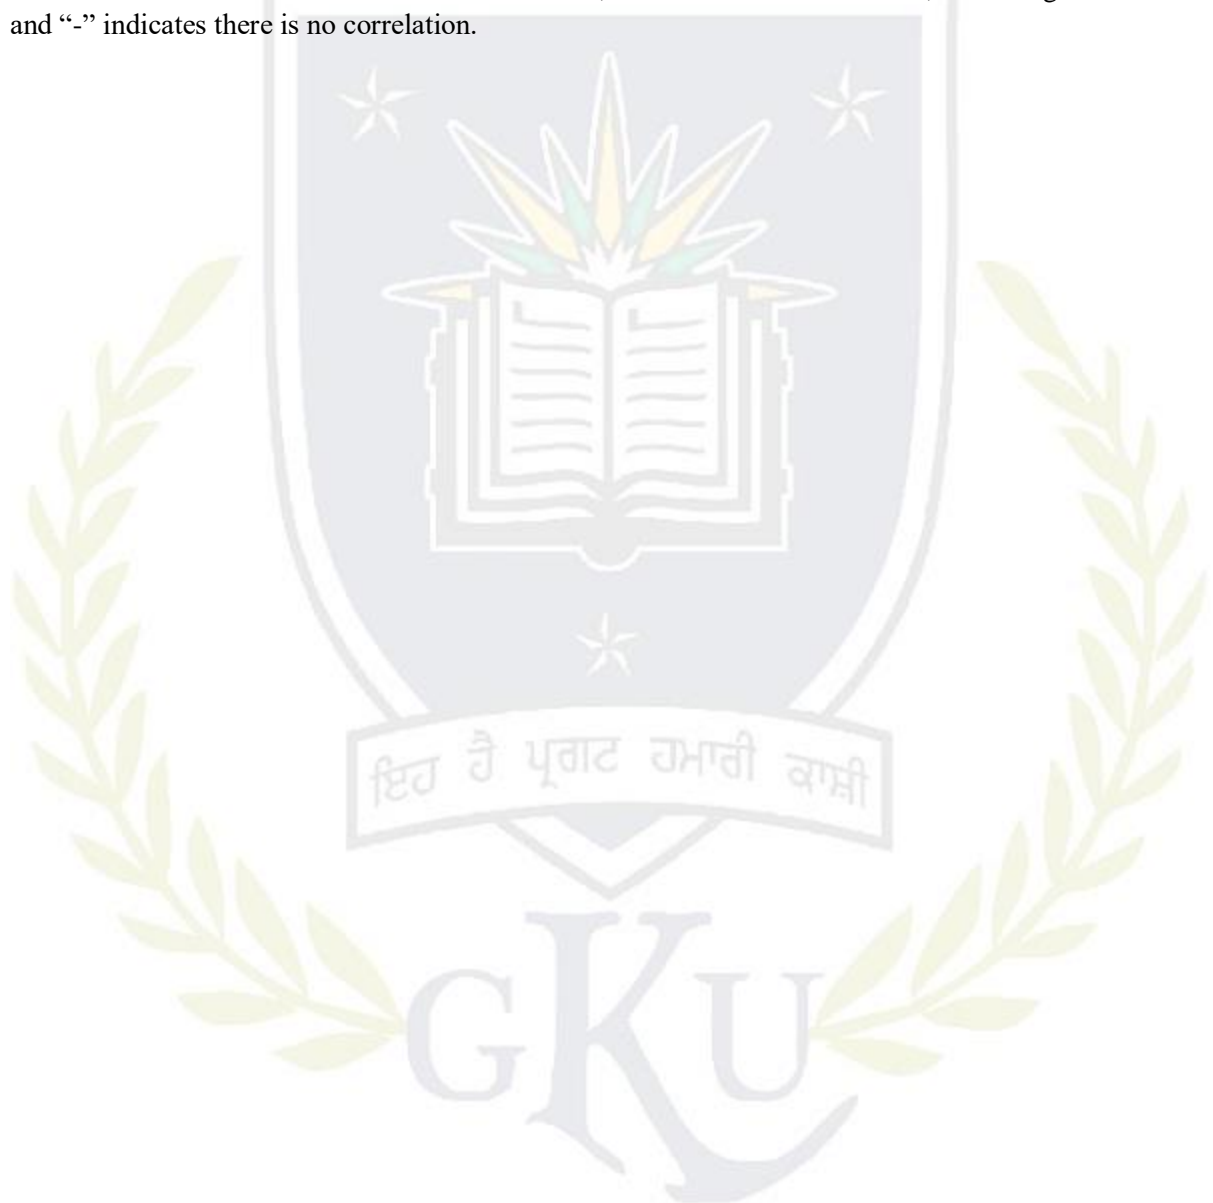 and “-” indicates there is no correlation.
ਇਹ ਹੈ ਪ੍ਰਗਟ ਹਮਾਰੀ ਕਾਸ਼ੀ
GKU